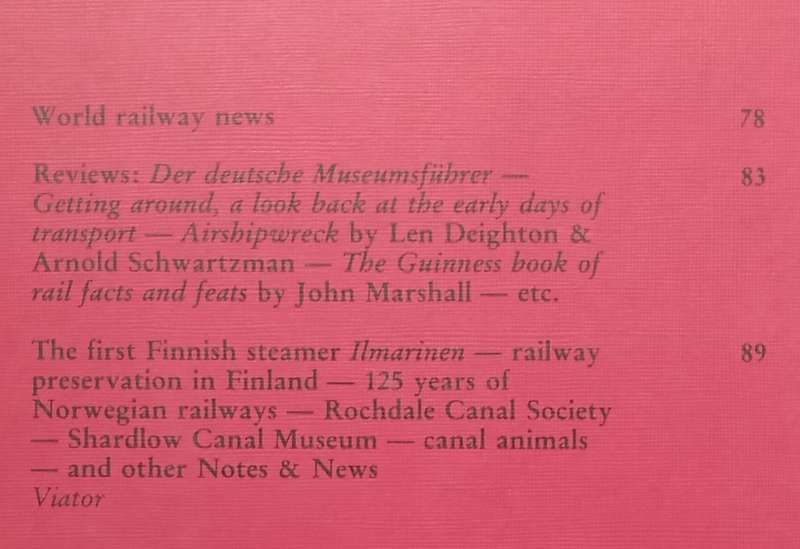 World railway news 78
Reviews: Der deutsche Museumsführer — 83
Getting around, a look back at the early days of
transport — Airshipwreck by Len Deighton &
Arnold Schwartzman — The Guinness book of
rail facts and feats by John Marshall — etc.
The first Finnish steamer Ilmarinen — railway 89
preservation in Finland — 125 years of
Norwegian railways — Rochdale Canal Society
— Shardlow Canal Museum — canal animals
— and other Notes & News
Viator